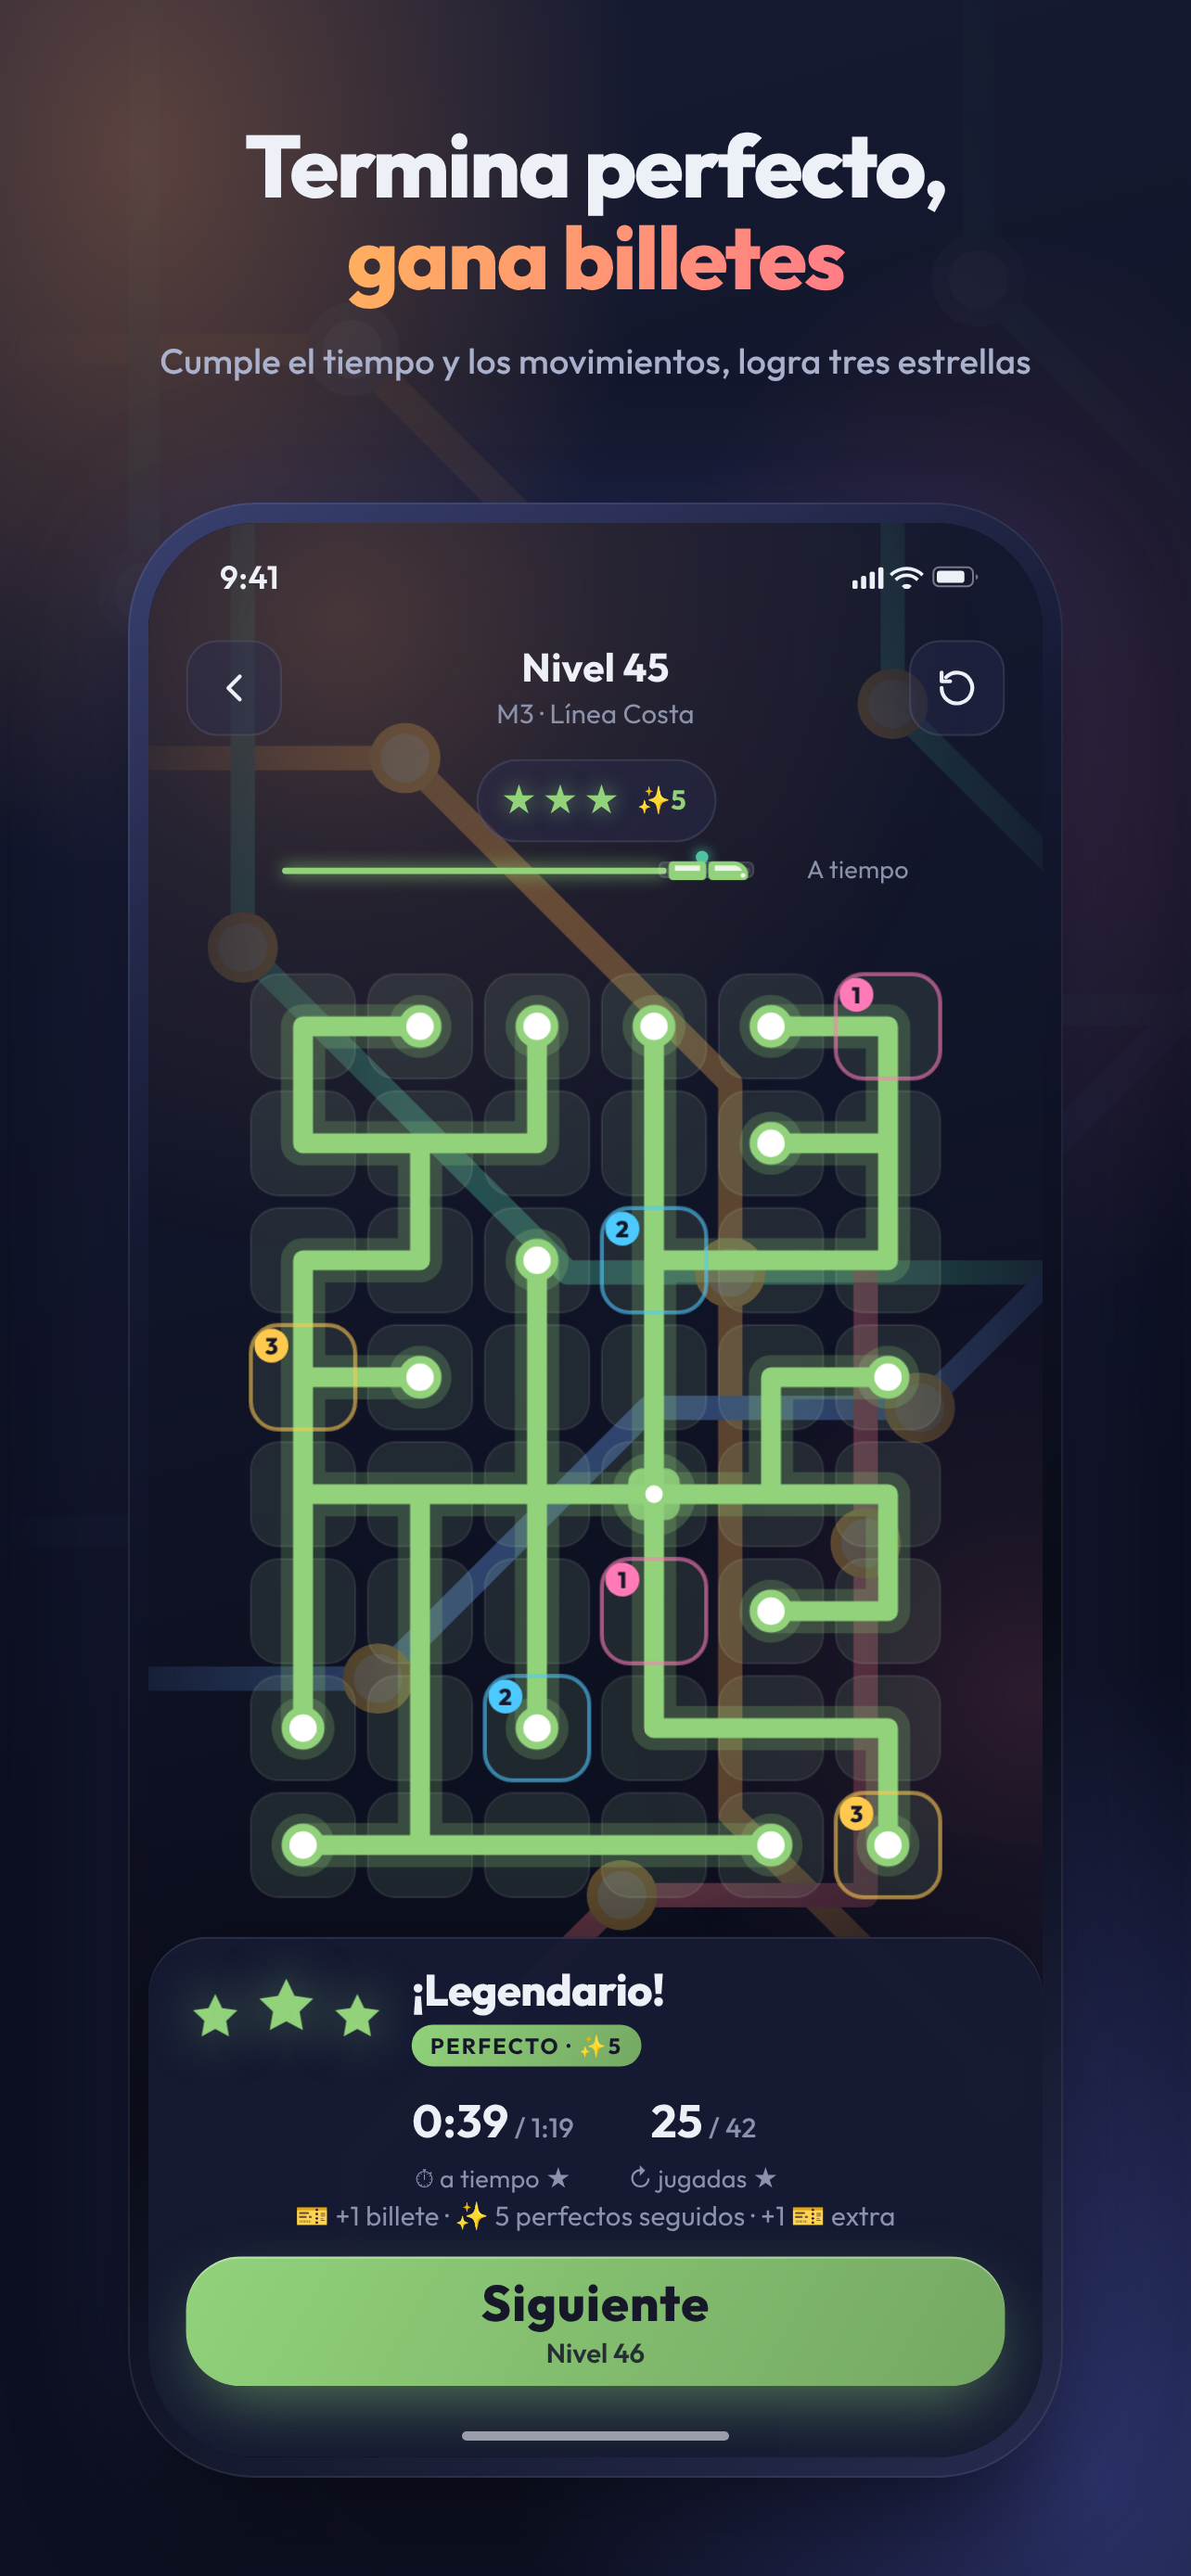 Termina perfecto,
gana billetes
Cumple el tiempo y los movimientos, logra tres estrellas
9:41
Nivel 45
M3 · Línea Costa
★ ★ ★ ✨5
A tiempo
1
2
3
1
2
3
¡Legendario!
PERFECTO · ✨5
0:39 / 1:19 25 / 42
⏱ a tiempo ★ ↻ jugadas ★
🎫 +1 billete · ✨ 5 perfectos seguidos · +1 🎫 extra
Siguiente
Nivel 46